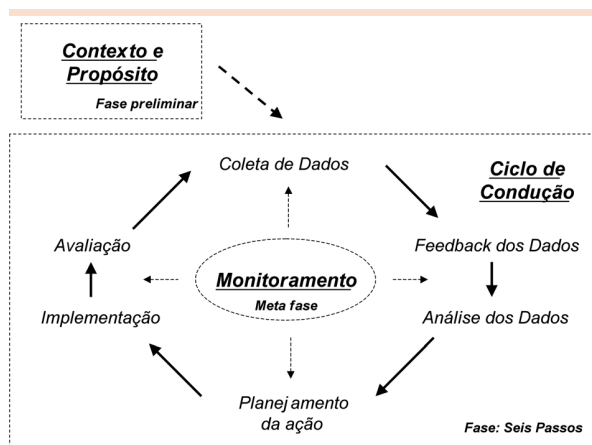 Contexto e
Propósito
Fase preliminar
Coleta de Dados
Ciclo de
Condução
Avaliação
Feedback dos Dados
Monitoramento
Meta fase
Implementação
Análise dos Dados
Planejamento
da ação
Fase: Seis Passos